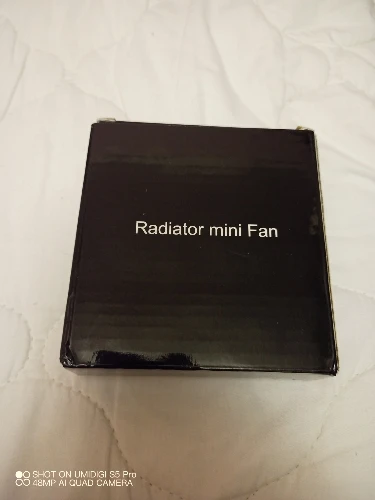 Radiator mini Fan
SHOT ON UMIDIGI S5 Pro
48MP AI QUAD CAMERA